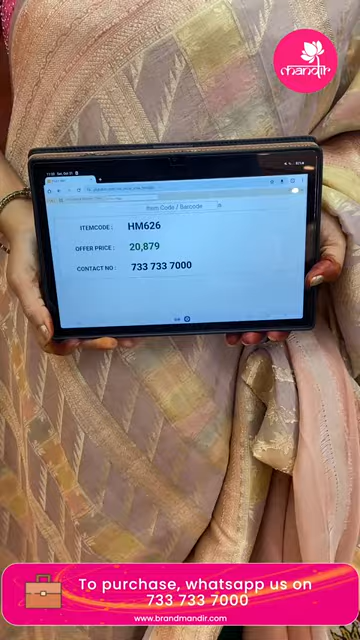 mandir
Item Code / Barcode
ITEMCODE : HM626
OFFER PRICE : 20,879
CONTACT NO : 733 733 7000
To purchase, whatsapp us on
733 733 7000
www.brandmandir.com